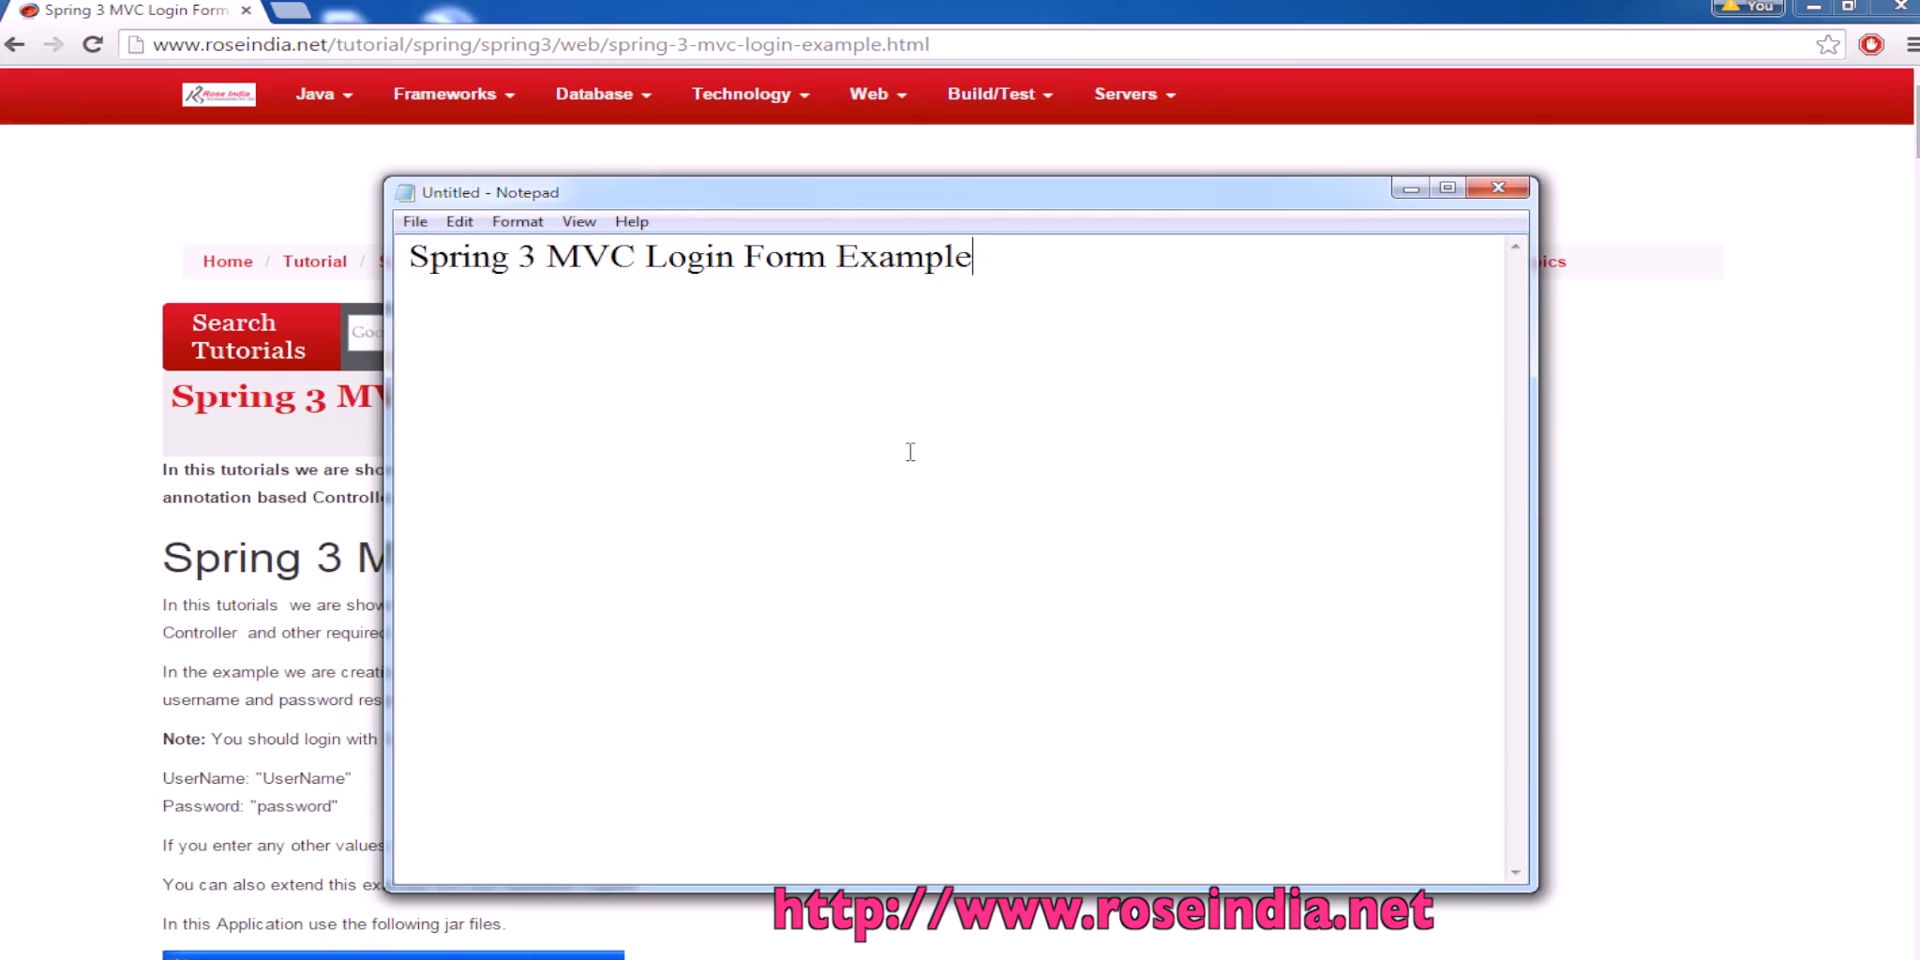 Spring 3 MVC Login Form
You
www.roseindia.net/tutorial/spring/spring3/web/spring-3-mvc-login-example.html
Rose India
Java
Frameworks
Database
Technology
Web
Build/Test
Servers
Untitled - Notepad
File Edit Format View Help
Spring 3 MVC Login Form Example
Home / Tutorial /
Search
Tutorials
Spring 3
In this tutorials we are
annotation based
Spring 3
In this tutorials we are
Controller and other
In the example we are
username and password
Note: You should login with
UserName: "UserName"
Password: "password"
If you enter any other values
You can also extend this
In this Application use the following jar files.
http://www.roseindia.net